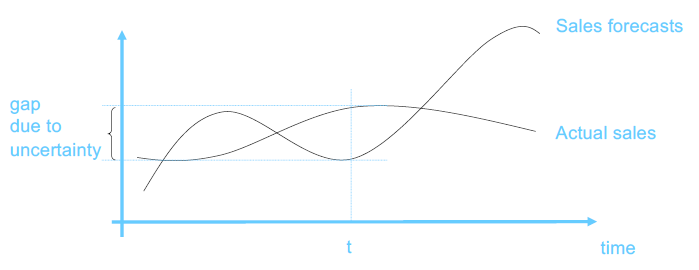 Sales forecasts
gap
due to
uncertainty
Actual sales
t
time